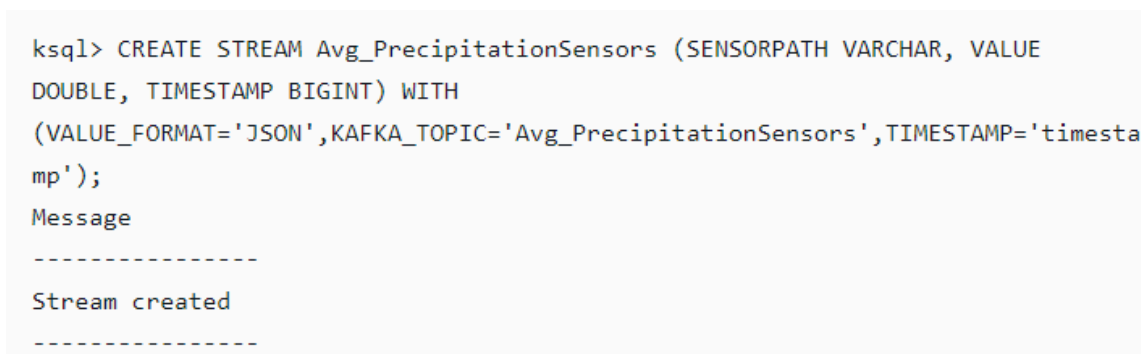 ksql> CREATE STREAM Avg_PrecipitationSensors (SENSORPATH VARCHAR, VALUE
DOUBLE, TIMESTAMP BIGINT) WITH
(VALUE_FORMAT='JSON',KAFKA_TOPIC='Avg_PrecipitationSensors',TIMESTAMP='timesta
mp');
Message
----------------
Stream created
----------------